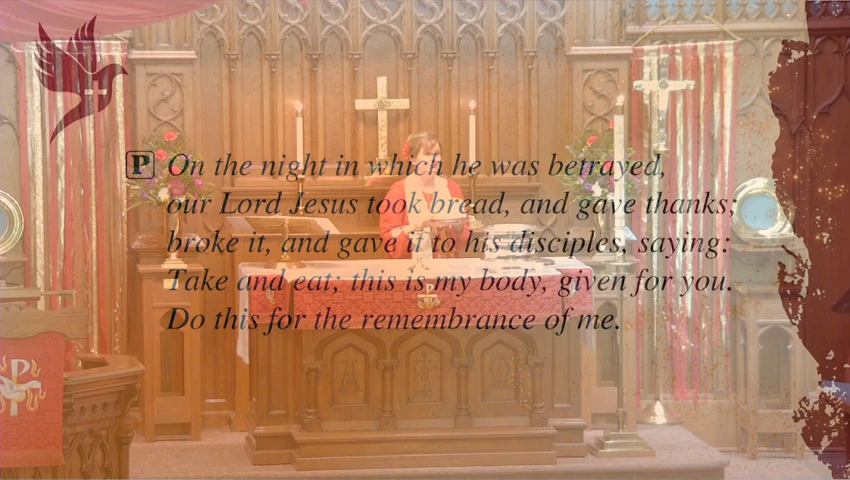 P On the night in which he was betrayed,
our Lord Jesus took bread, and gave thanks;
broke it, and gave it to his disciples, saying:
Take and eat; this is my body, given for you.
Do this for the remembrance of me.